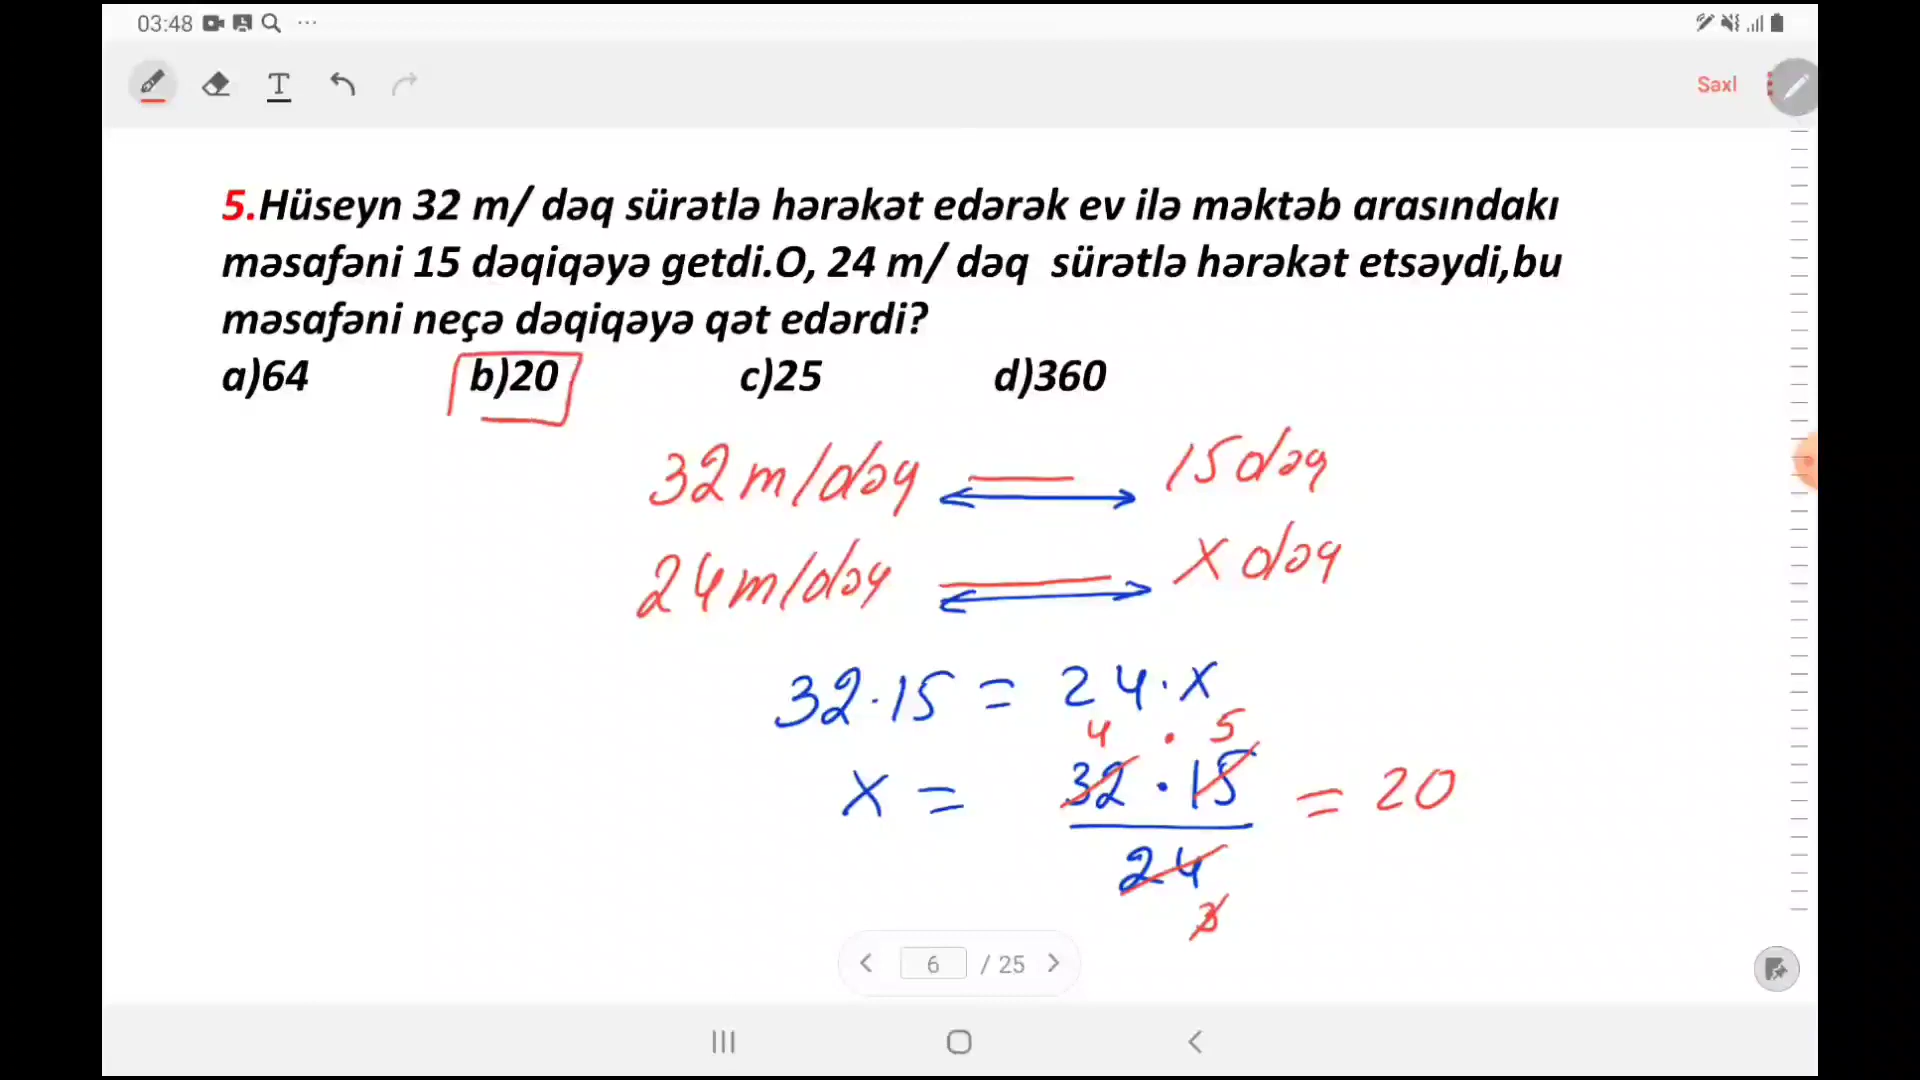 03:48
T
Saxl
5.Hüseyn 32 m/ dəq sürətlə hərəkət edərək ev ilə məktəb arasındakı
məsafəni 15 dəqiqəyə getdi.O, 24 m/ dəq sürətlə hərəkət etsəydi,bu
məsafəni neçə dəqiqəyə qət edərdi?
a)64 b)20 c)25 d)360
32 m/dəq 15 dəq
24 m/dəq x dəq
32·15 = 24·x
4 · 5
x = 32·15 = 20
24
3
6 / 25